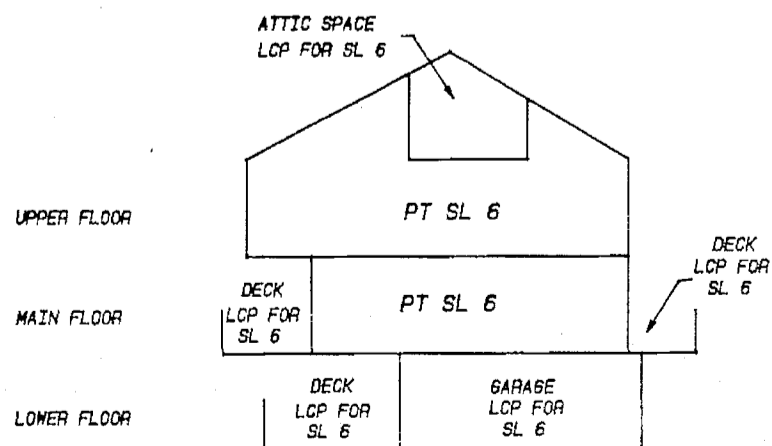 ATTIC SPACE
LCP FOR SL 6
UPPER FLOOR
PT SL 6
DECK
LCP FOR
SL 6
MAIN FLOOR
DECK
LCP FOR
SL 6
PT SL 6
LOWER FLOOR
DECK
LCP FOR
SL 6
GARAGE
LCP FOR
SL 6